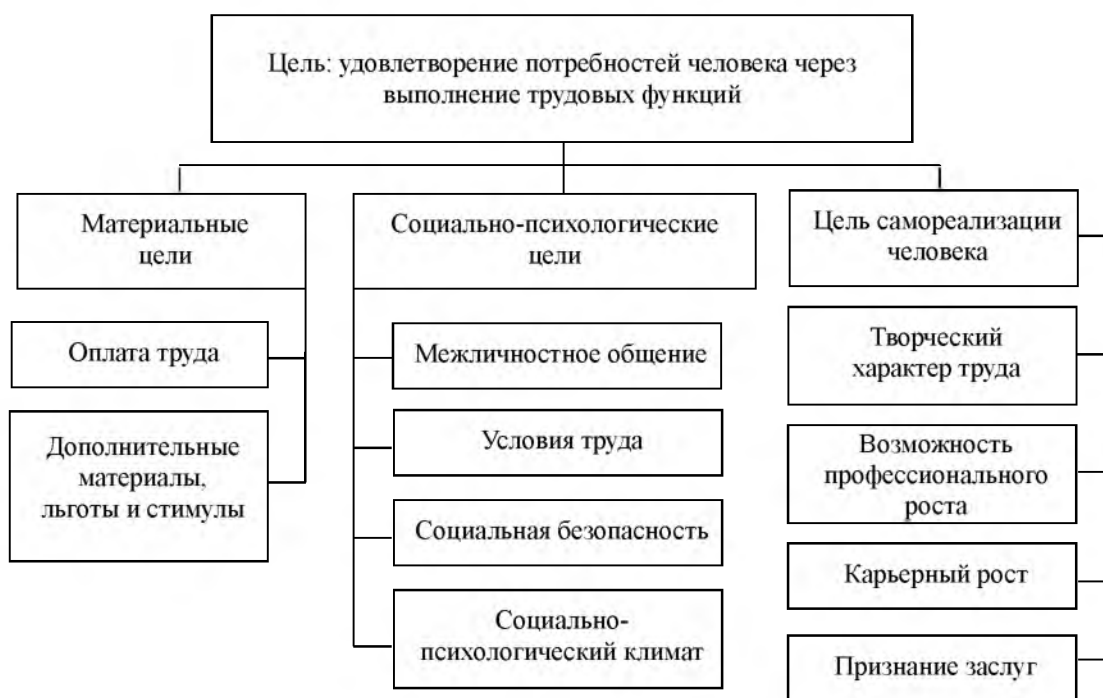 Цель: удовлетворение потребностей человека через
выполнение трудовых функций
Материальные
цели
Оплата труда
Дополнительные
материалы,
льготы и стимулы
Социально-психологические
цели
Межличностное общение
Условия труда
Социальная безопасность
Социально-
психологический климат
Цель самореализации
человека
Творческий
характер труда
Возможность
профессионального
роста
Карьерный рост
Признание заслуг